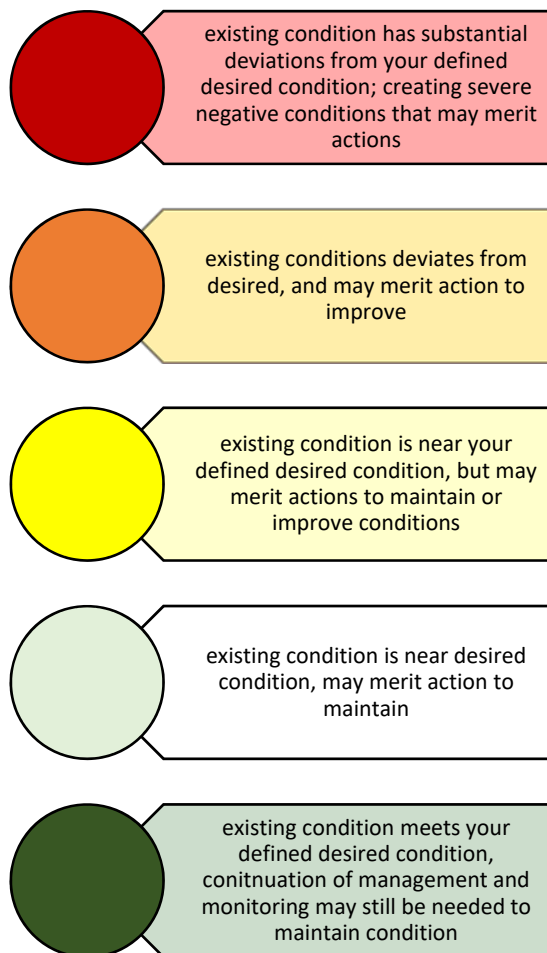 existing condition has substantial
deviations from your defined
desired condition; creating severe
negative conditions that may merit
actions
existing conditions deviates from
desired, and may merit action to
improve
existing condition is near your
defined desired condition, but may
merit actions to maintain or
improve conditions
existing condition is near desired
condition, may merit action to
maintain
existing condition meets your
defined desired condition,
conitnuation of management and
monitoring may still be needed to
maintain condition